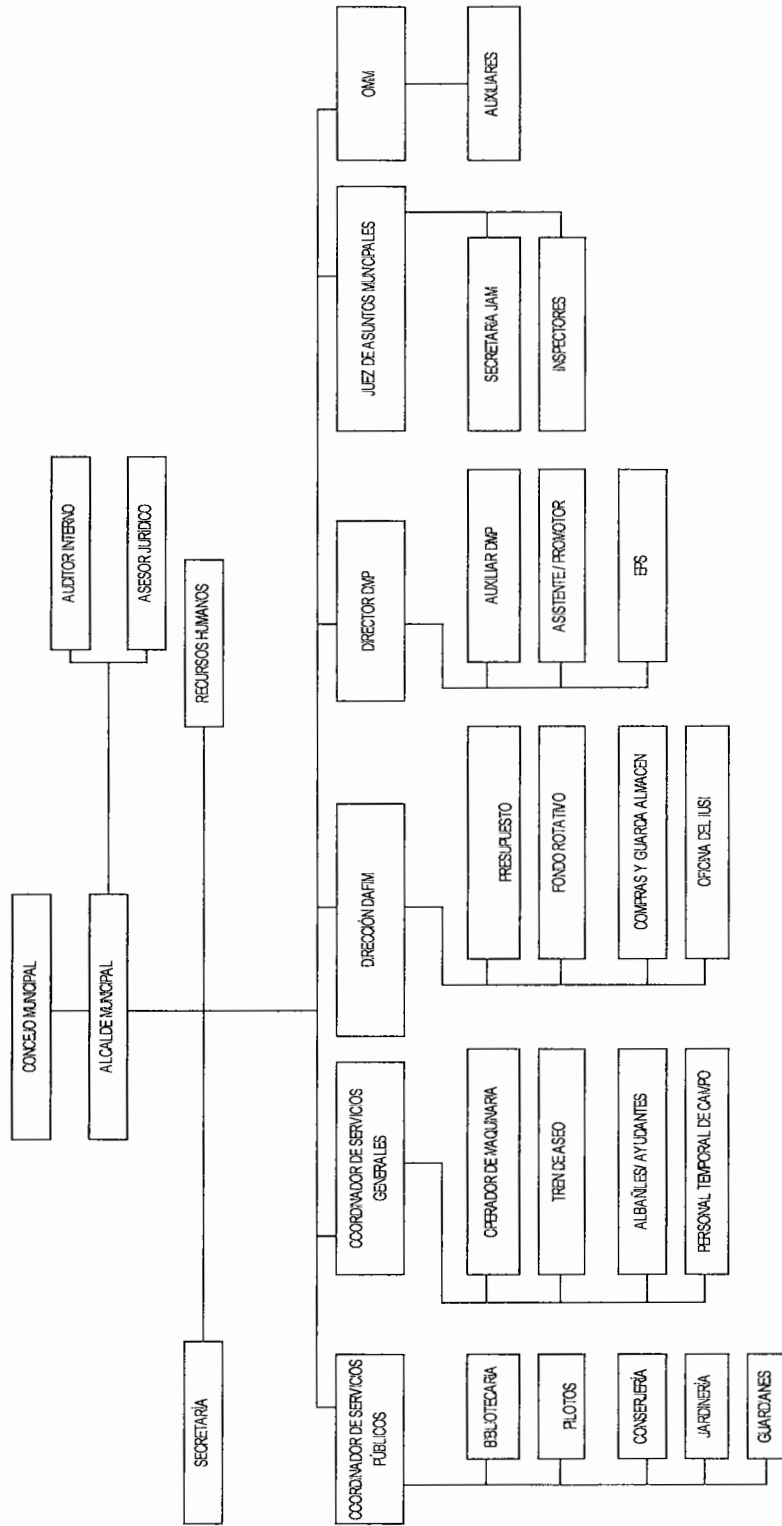 CONCEJO MUNICIPAL
ALCALDE MUNICIPAL
AUDITOR INTERNO
ASESOR JURÍDICO
SECRETARÍA
RECURSOS HUMANOS
COORDINADOR DE SERVICIOS
PÚBLICOS
BIBLIOTECARIA
PILOTOS
CONSERJERÍA
JARDINERÍA
GUARDIANES
COORDINADOR DE SERVICIOS
GENERALES
OPERADOR DE MAQUINARIA
TREN DE ASEO
ALBAÑILES/ AYUDANTES
PERSONAL TEMPORAL DE CAMPO
DIRECCIÓN DAFIM
PRESUPUESTO
FONDO ROTATIVO
COMPRAS Y GUARDA ALMACEN
OFICINA DEL IUSI
DIRECTOR DMP
AUXILIAR DMP
ASISTENTE / PROMOTOR
EPS
JUEZ DE ASUNTOS MUNICIPALES
SECRETARIA JAM
INSPECTORES
OMM
AUXILIARES